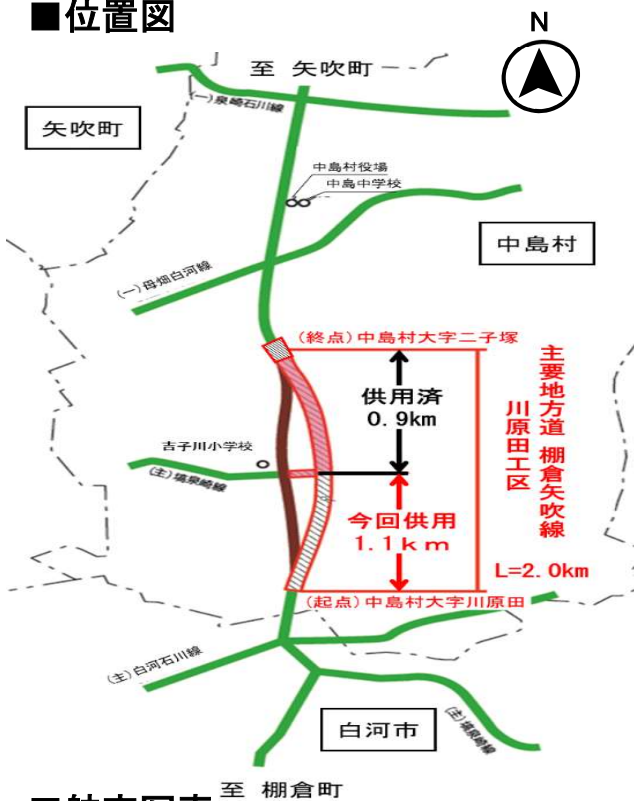 ■位置図
N
至 矢吹町
(一)泉崎石川線
矢吹町
中島村役場
中島中学校
中島村
(一)母畑白河線
(終点)中島村大字二子塚
供用済
0.9km
主要地方道 棚倉矢吹線
川原田工区
吉子川小学校
(主)塙泉崎線
今回供用
1.1km
L=2.0km
(起点)中島村大字川原田
(主)白河石川線
(主)塙泉崎線
白河市
至 棚倉町